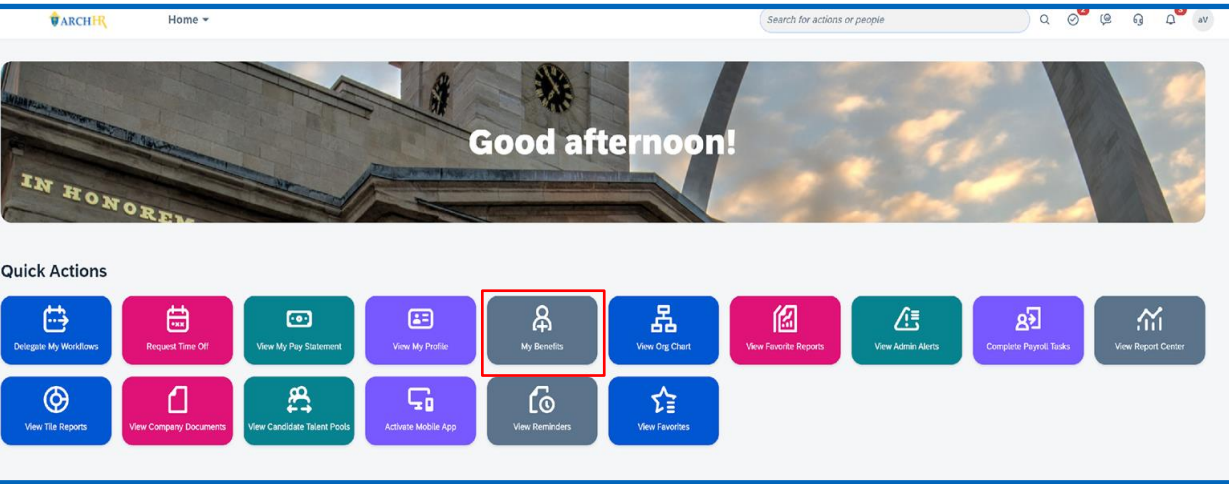 ARCHHR
Home
Search for actions or people
aV
Good afternoon!
IN HONOREM
Quick Actions
Delegate My Workflows
Request Time Off
View My Pay Statement
View My Profile
My Benefits
View Org Chart
View Favorite Reports
View Admin Alerts
Complete Payroll Tasks
View Report Center
View Tile Reports
View Company Documents
View Candidate Talent Pools
Activate Mobile App
View Reminders
View Favorites